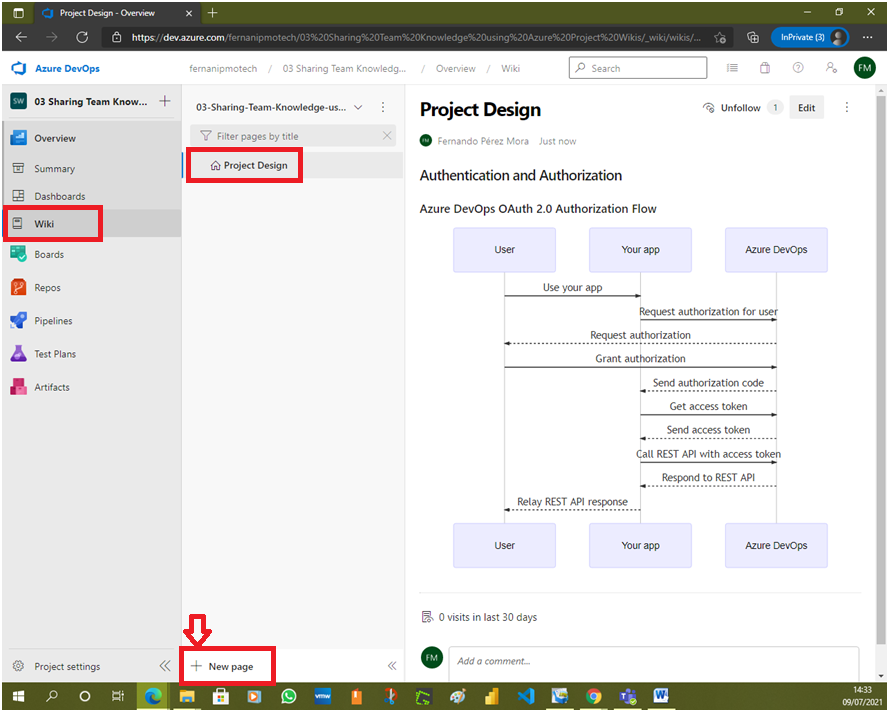 Project Design - Overview
https://dev.azure.com/fernanipmotech/03%20Sharing%20Team%20Knowledge%20using%20Azure%20Project%20Wikis/_wiki/wikis/...
InPrivate (3)
Azure DevOps
fernanipmotech / 03 Sharing Team Knowledg... / Overview / Wiki
Search
FM
SW
03 Sharing Team Know...
Overview
Summary
Dashboards
Wiki
Boards
Repos
Pipelines
Test Plans
Artifacts
Project settings
03-Sharing-Team-Knowledge-us...
Filter pages by title
Project Design
New page
Project Design
Unfollow 1
Edit
FM Fernando Pérez Mora Just now
Authentication and Authorization
Azure DevOps OAuth 2.0 Authorization Flow
User Your app Azure DevOps
Use your app
Request authorization for user
Request authorization
Grant authorization
Send authorization code
Get access token
Send access token
Call REST API with access token
Respond to REST API
Relay REST API response
User Your app Azure DevOps
0 visits in last 30 days
FM
Add a comment...
vmw
14:33
09/07/2021